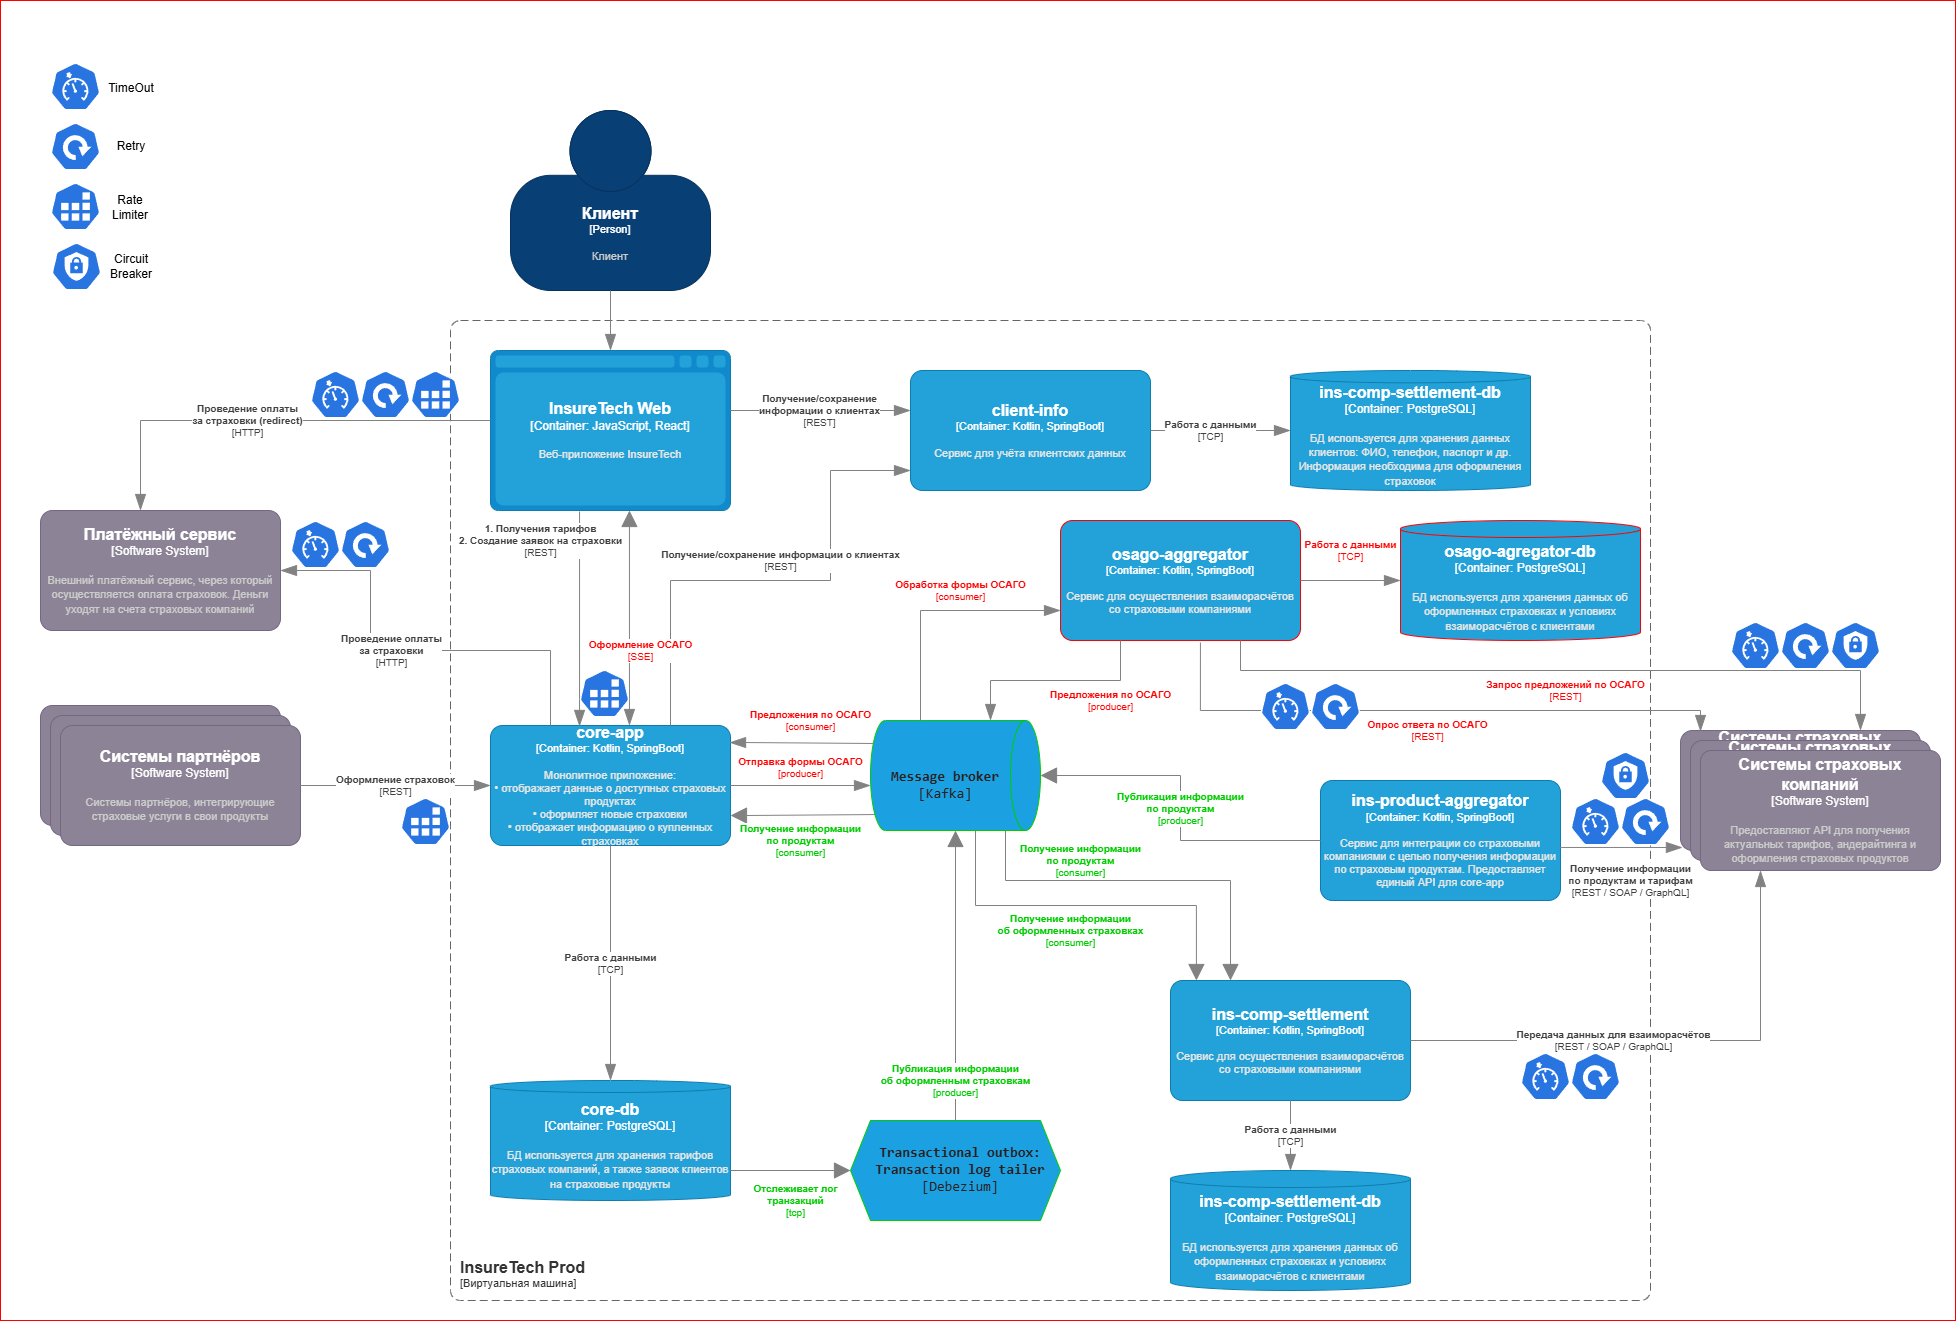 TimeOut
Retry
Rate
Limiter
Circuit
Breaker
Клиент
[Person]
Клиент
InsureTech Web
[Container: JavaScript, React]
Веб-приложение InsureTech
Проведение оплаты
за страховки (redirect)
[HTTP]
Получение/сохранение
информации о клиентах
[REST]
client-info
[Container: Kotlin, SpringBoot]
Сервис для учёта клиентских данных
Работа с данными
[TCP]
ins-comp-settlement-db
[Container: PostgreSQL]
БД используется для хранения данных
клиентов: ФИО, телефон, паспорт и др.
Информация необходима для оформления
страховок
Платёжный сервис
[Software System]
Внешний платёжный сервис, через который
осуществляется оплата страховок. Деньги
уходят на счета страховых компаний
1. Получения тарифов
2. Создание заявок на страховки
[REST]
Получение/сохранение информации о клиентах
[REST]
Обработка формы ОСАГО
[consumer]
osago-aggregator
[Container: Kotlin, SpringBoot]
Сервис для осуществления взаиморасчётов
со страховыми компаниями
Работа с данными
[TCP]
osago-agregator-db
[Container: PostgreSQL]
БД используется для хранения данных об
оформленных страховках и условиях
взаиморасчётов с клиентами
Проведение оплаты
за страховки
[HTTP]
Оформление ОСАГО
[SSE]
Предложения по ОСАГО
[producer]
Запрос предложений по ОСАГО
[REST]
Опрос ответа по ОСАГО
[REST]
Системы партнёров
[Software System]
Системы партнёров, интегрирующие
страховые услуги в свои продукты
Оформление страховок
[REST]
core-app
[Container: Kotlin, SpringBoot]
Монолитное приложение:
• отображает данные о доступных страховых
продуктах
• оформляет новые страховки
• отображает информацию о купленных
страховках
Предложения по ОСАГО
[consumer]
Отправка формы ОСАГО
[producer]
Получение информации
по продуктам
[consumer]
Message broker
[Kafka]
Публикация информации
по продуктам
[producer]
Получение информации
по продуктам
[consumer]
Получение информации
об оформленных страховках
[consumer]
ins-product-aggregator
[Container: Kotlin, SpringBoot]
Сервис для интеграции со страховыми
компаниями с целью получения информации
по страховым продуктам. Предоставляет
единый API для core-app
Получение информации
по продуктам и тарифам
[REST / SOAP / GraphQL]
Системы страховых
Системы страховых
Системы страховых
компаний
[Software System]
Предоставляют API для получения
актуальных тарифов, андерайтинга и
оформления страховых продуктов
Работа с данными
[TCP]
ins-comp-settlement
[Container: Kotlin, SpringBoot]
Сервис для осуществления взаиморасчётов
со страховыми компаниями
Передача данных для взаиморасчётов
[REST / SOAP / GraphQL]
Публикация информации
об оформленным страховкам
[producer]
core-db
[Container: PostgreSQL]
БД используется для хранения тарифов
страховых компаний, а также заявок клиентов
на страховые продукты
Отслеживает лог
транзакций
[tcp]
Transactional outbox:
Transaction log tailer
[Debezium]
Работа с данными
[TCP]
ins-comp-settlement-db
[Container: PostgreSQL]
БД используется для хранения данных об
оформленных страховках и условиях
взаиморасчётов с клиентами
InsureTech Prod
[Виртуальная машина]